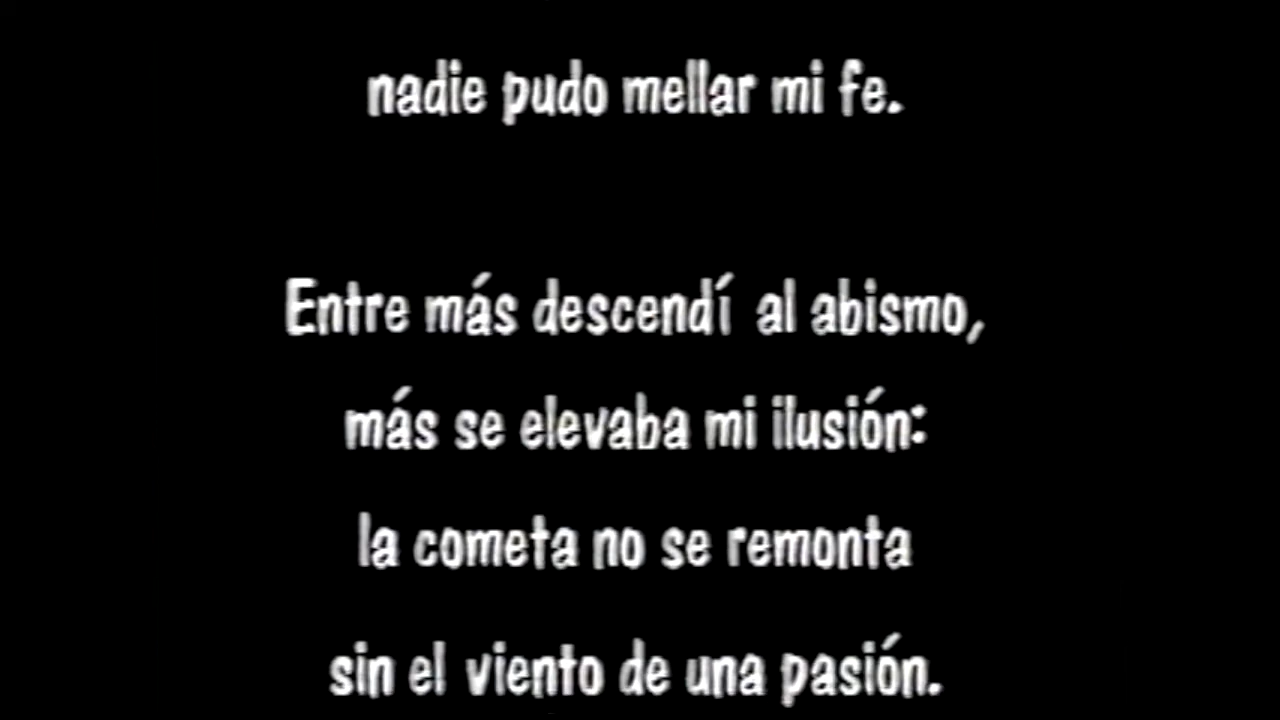 nadie pudo mellar mi fe.
Entre más descendí al abismo,
más se elevaba mi ilusión:
la cometa no se remonta
sin el viento de una pasión.